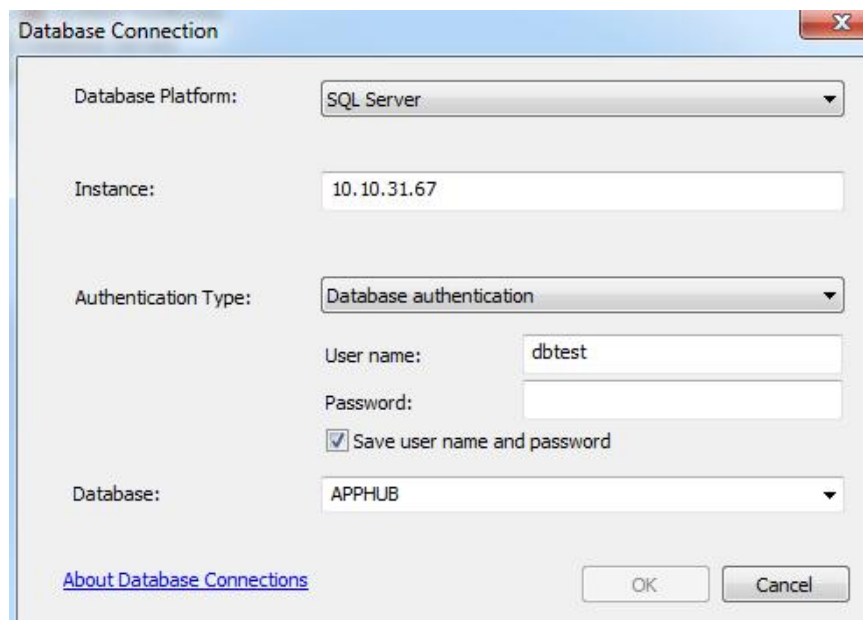 Database Connection
Database Platform: SQL Server
Instance: 10.10.31.67
Authentication Type: Database authentication
User name: dbtest
Password:
Save user name and password
Database: APPHUB
About Database Connections OK Cancel